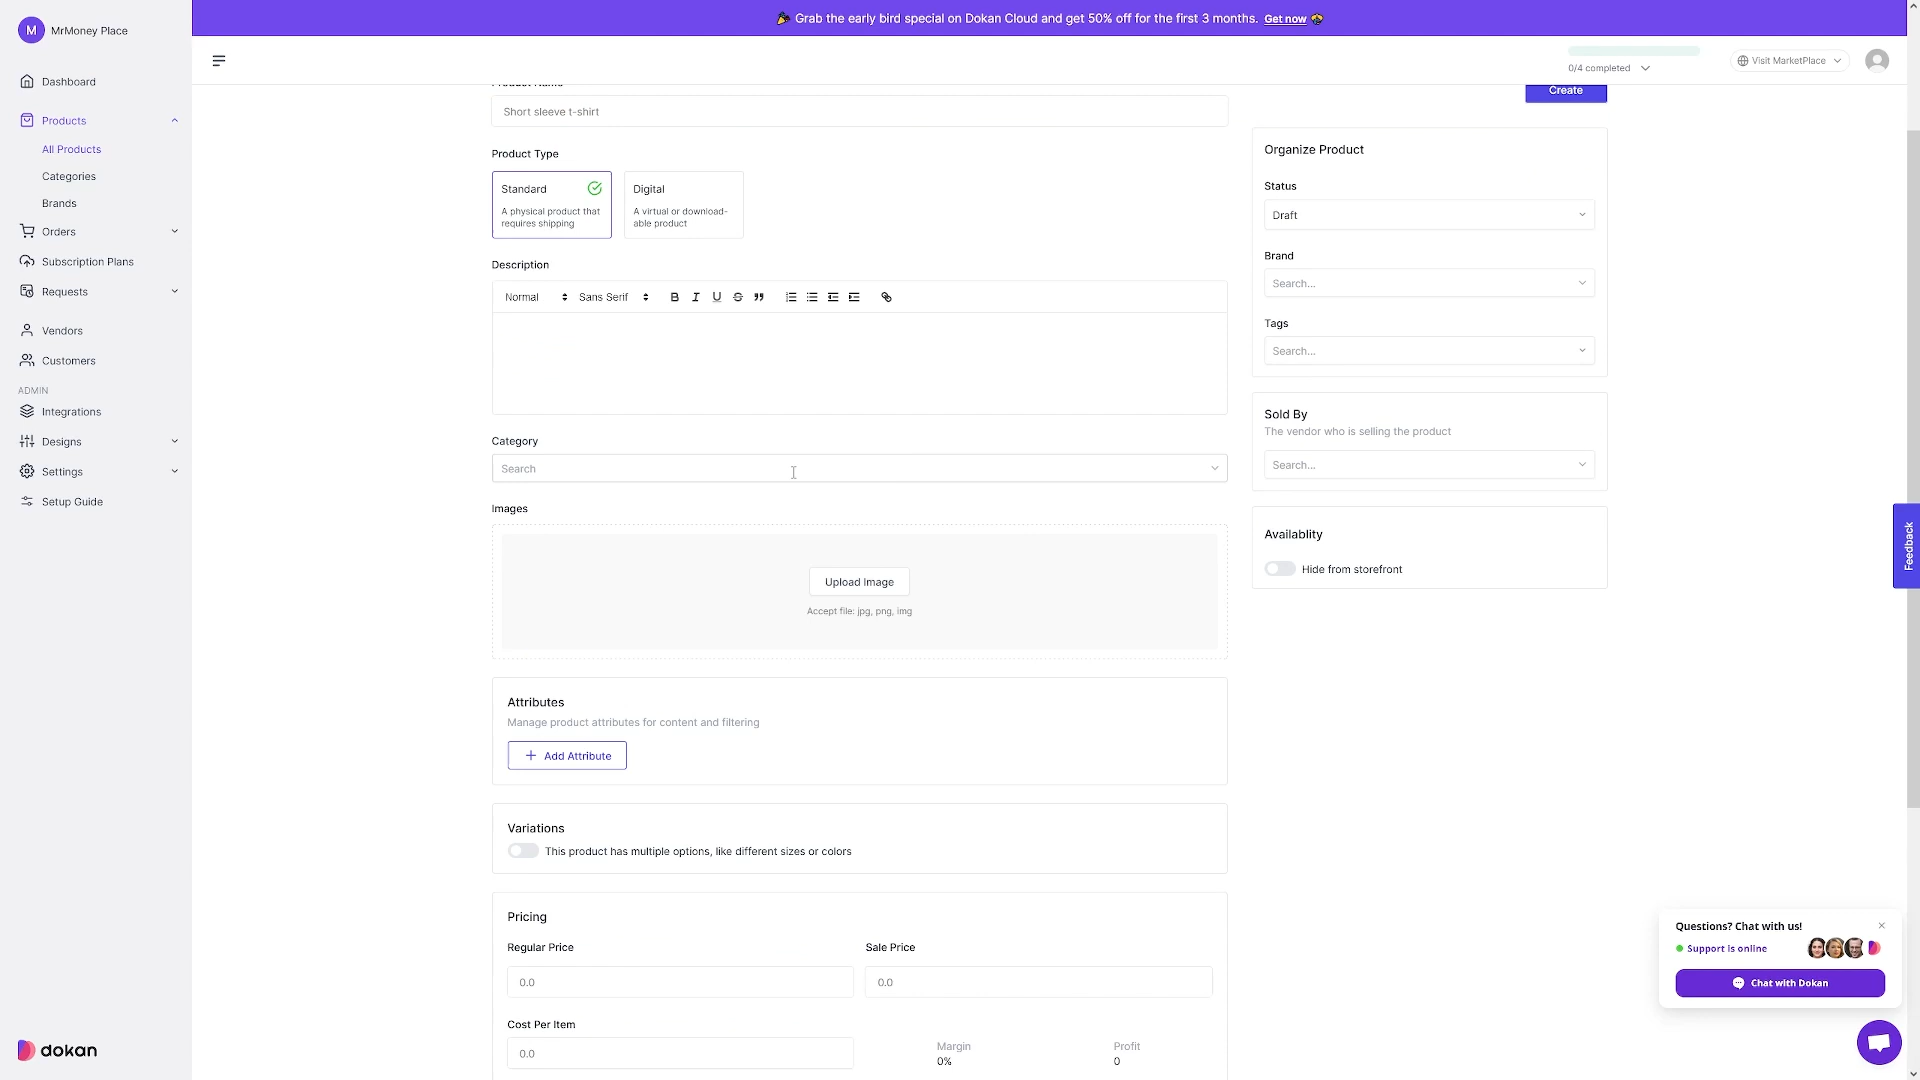 M MrMoney Place
Dashboard
Products
All Products
Categories
Brands
Orders
Subscription Plans
Requests
Vendors
Customers
ADMIN
Integrations
Designs
Settings
Setup Guide
dokan
Grab the early bird special on Dokan Cloud and get 50% off for the first 3 months. Get now
0/4 completed
Visit MarketPlace
Product Name
Short sleeve t-shirt
Product Type
Standard
A physical product that
requires shipping
Digital
A virtual or download-
able product
Description
Normal Sans Serif
Category
Search
Images
Upload Image
Accept file: jpg, png, img
Attributes
Manage product attributes for content and filtering
Add Attribute
Variations
This product has multiple options, like different sizes or colors
Pricing
Regular Price
0.0
Sale Price
0.0
Cost Per Item
0.0
Margin
0%
Profit
0
Create
Organize Product
Status
Draft
Brand
Search...
Tags
Search...
Sold By
The vendor who is selling the product
Search...
Availablity
Hide from storefront
Feedback
Questions? Chat with us!
Support is online
Chat with Dokan